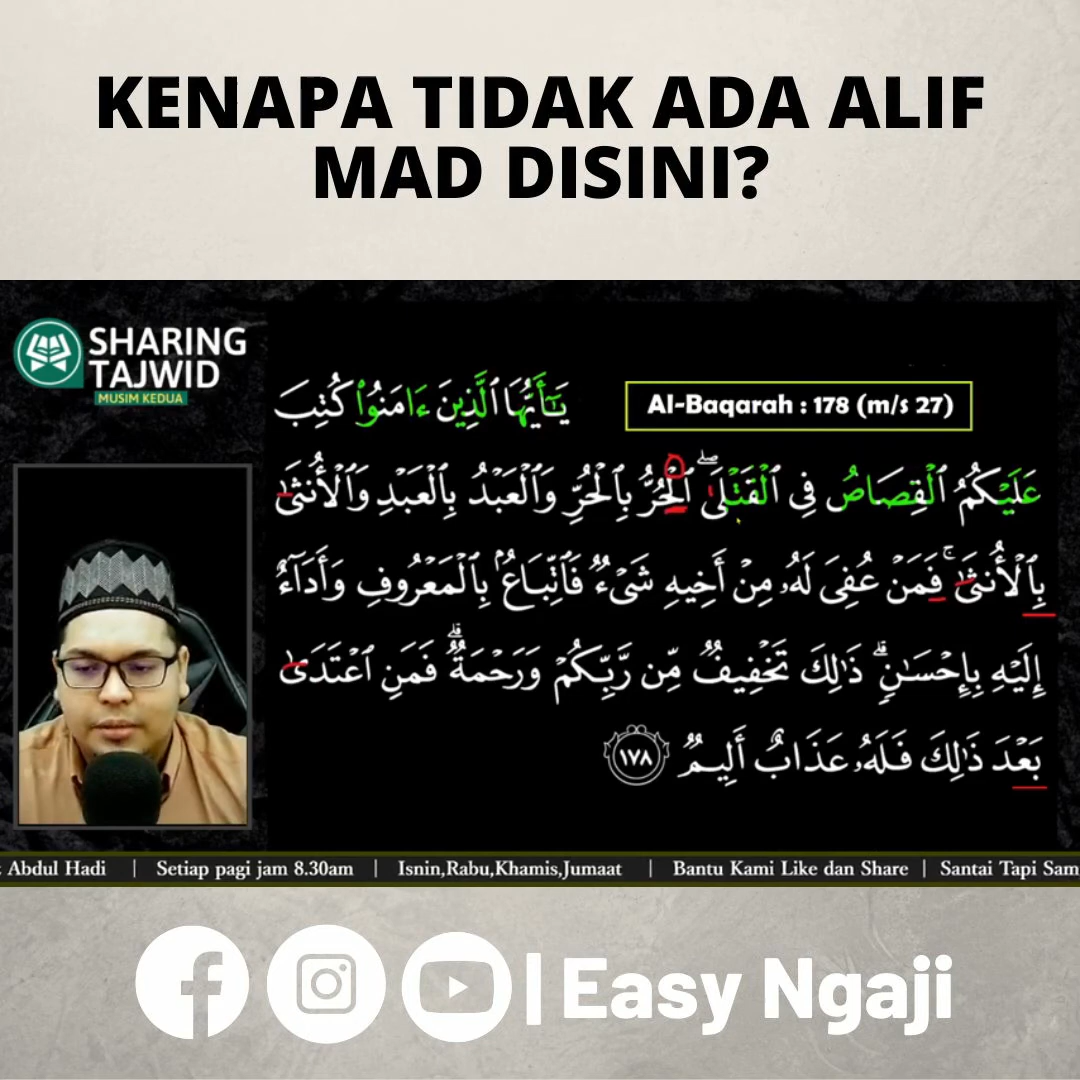 KENAPA TIDAK ADA ALIF
MAD DISINI?
SHARING
TAJWID
MUSIM KEDUA
Al-Baqarah : 178 (m/s 27)
يَـٰٓأَيُّهَا ٱلَّذِينَ ءَامَنُوا۟ كُتِبَ
عَلَيْكُمُ ٱلْقِصَاصُ فِى ٱلْقَتْلَى ۖ ٱلْحُرُّ بِٱلْحُرِّ وَٱلْعَبْدُ بِٱلْعَبْدِ وَٱلْأُنثَىٰ
بِٱلْأُنثَىٰ ۚ فَمَنْ عُفِىَ لَهُۥ مِنْ أَخِيهِ شَىْءٌ فَٱتِّبَاعٌۢ بِٱلْمَعْرُوفِ وَأَدَآءٌ
إِلَيْهِ بِإِحْسَـٰنٍ ۗ ذَٰلِكَ تَخْفِيفٌ مِّن رَّبِّكُمْ وَرَحْمَةٌ ۗ فَمَنِ ٱعْتَدَىٰ
بَعْدَ ذَٰلِكَ فَلَهُۥ عَذَابٌ أَلِيمٌ ١٧٨
Abdul Hadi | Setiap pagi jam 8.30am | Isnin,Rabu,Khamis,Jumaat | Bantu Kami Like dan Share | Santai Tapi Sam
| Easy Ngaji